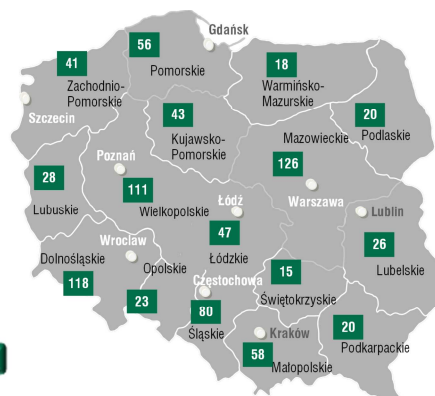 Gdańsk
56
Pomorskie
41
Zachodnio-
Pomorskie
18
Warmińsko-
Mazurskie
Szczecin
43
Kujawsko-
Pomorskie
20
Podlaskie
Mazowieckie
126
Warszawa
Poznań
111
Wielkopolskie
28
Lubuskie
Łódź
47
Łódzkie
Lublin
26
Lubelskie
Wrocław
Dolnośląskie
118
Opolskie
23
Częstochowa
80
Śląskie
15
Świętokrzyskie
Kraków
58
Małopolskie
20
Podkarpackie